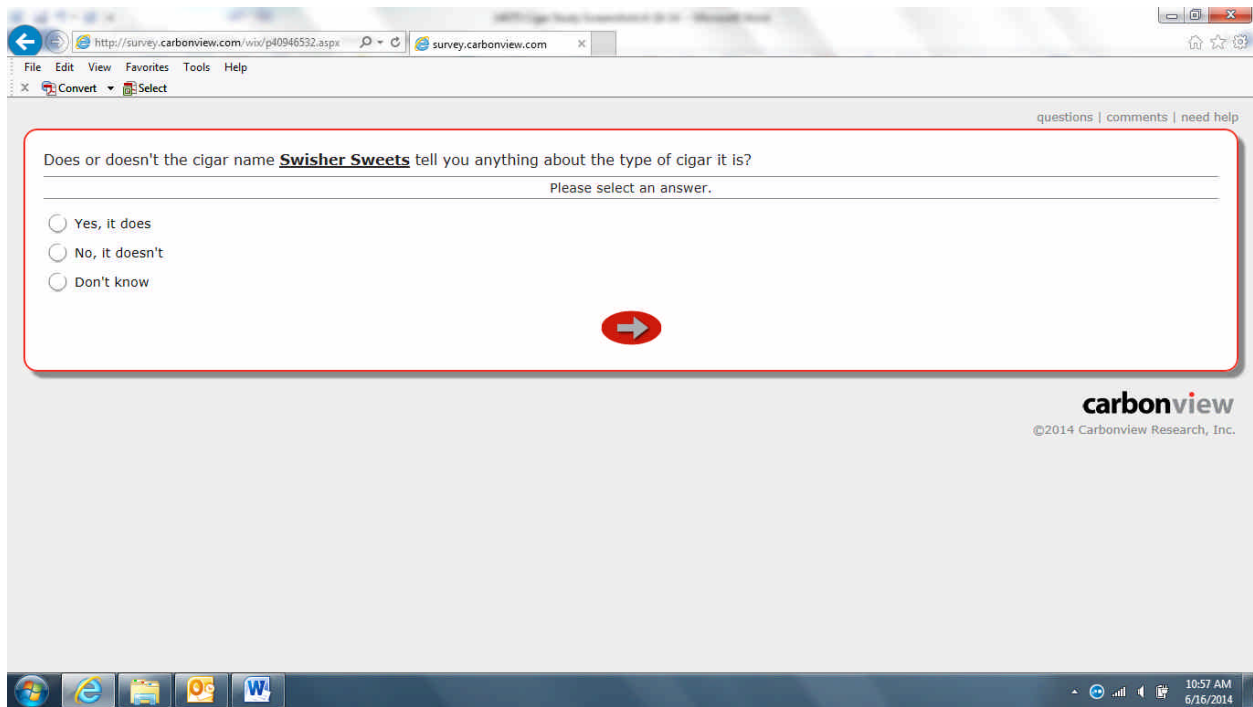 http://survey.carbonview.com/wix/p40946532.aspx
survey.carbonview.com
File Edit View Favorites Tools Help
Convert Select
questions | comments | need help
Does or doesn't the cigar name Swisher Sweets tell you anything about the type of cigar it is?
Please select an answer.
Yes, it does
No, it doesn't
Don't know
carbonview
©2014 Carbonview Research, Inc.
10:57 AM
6/16/2014